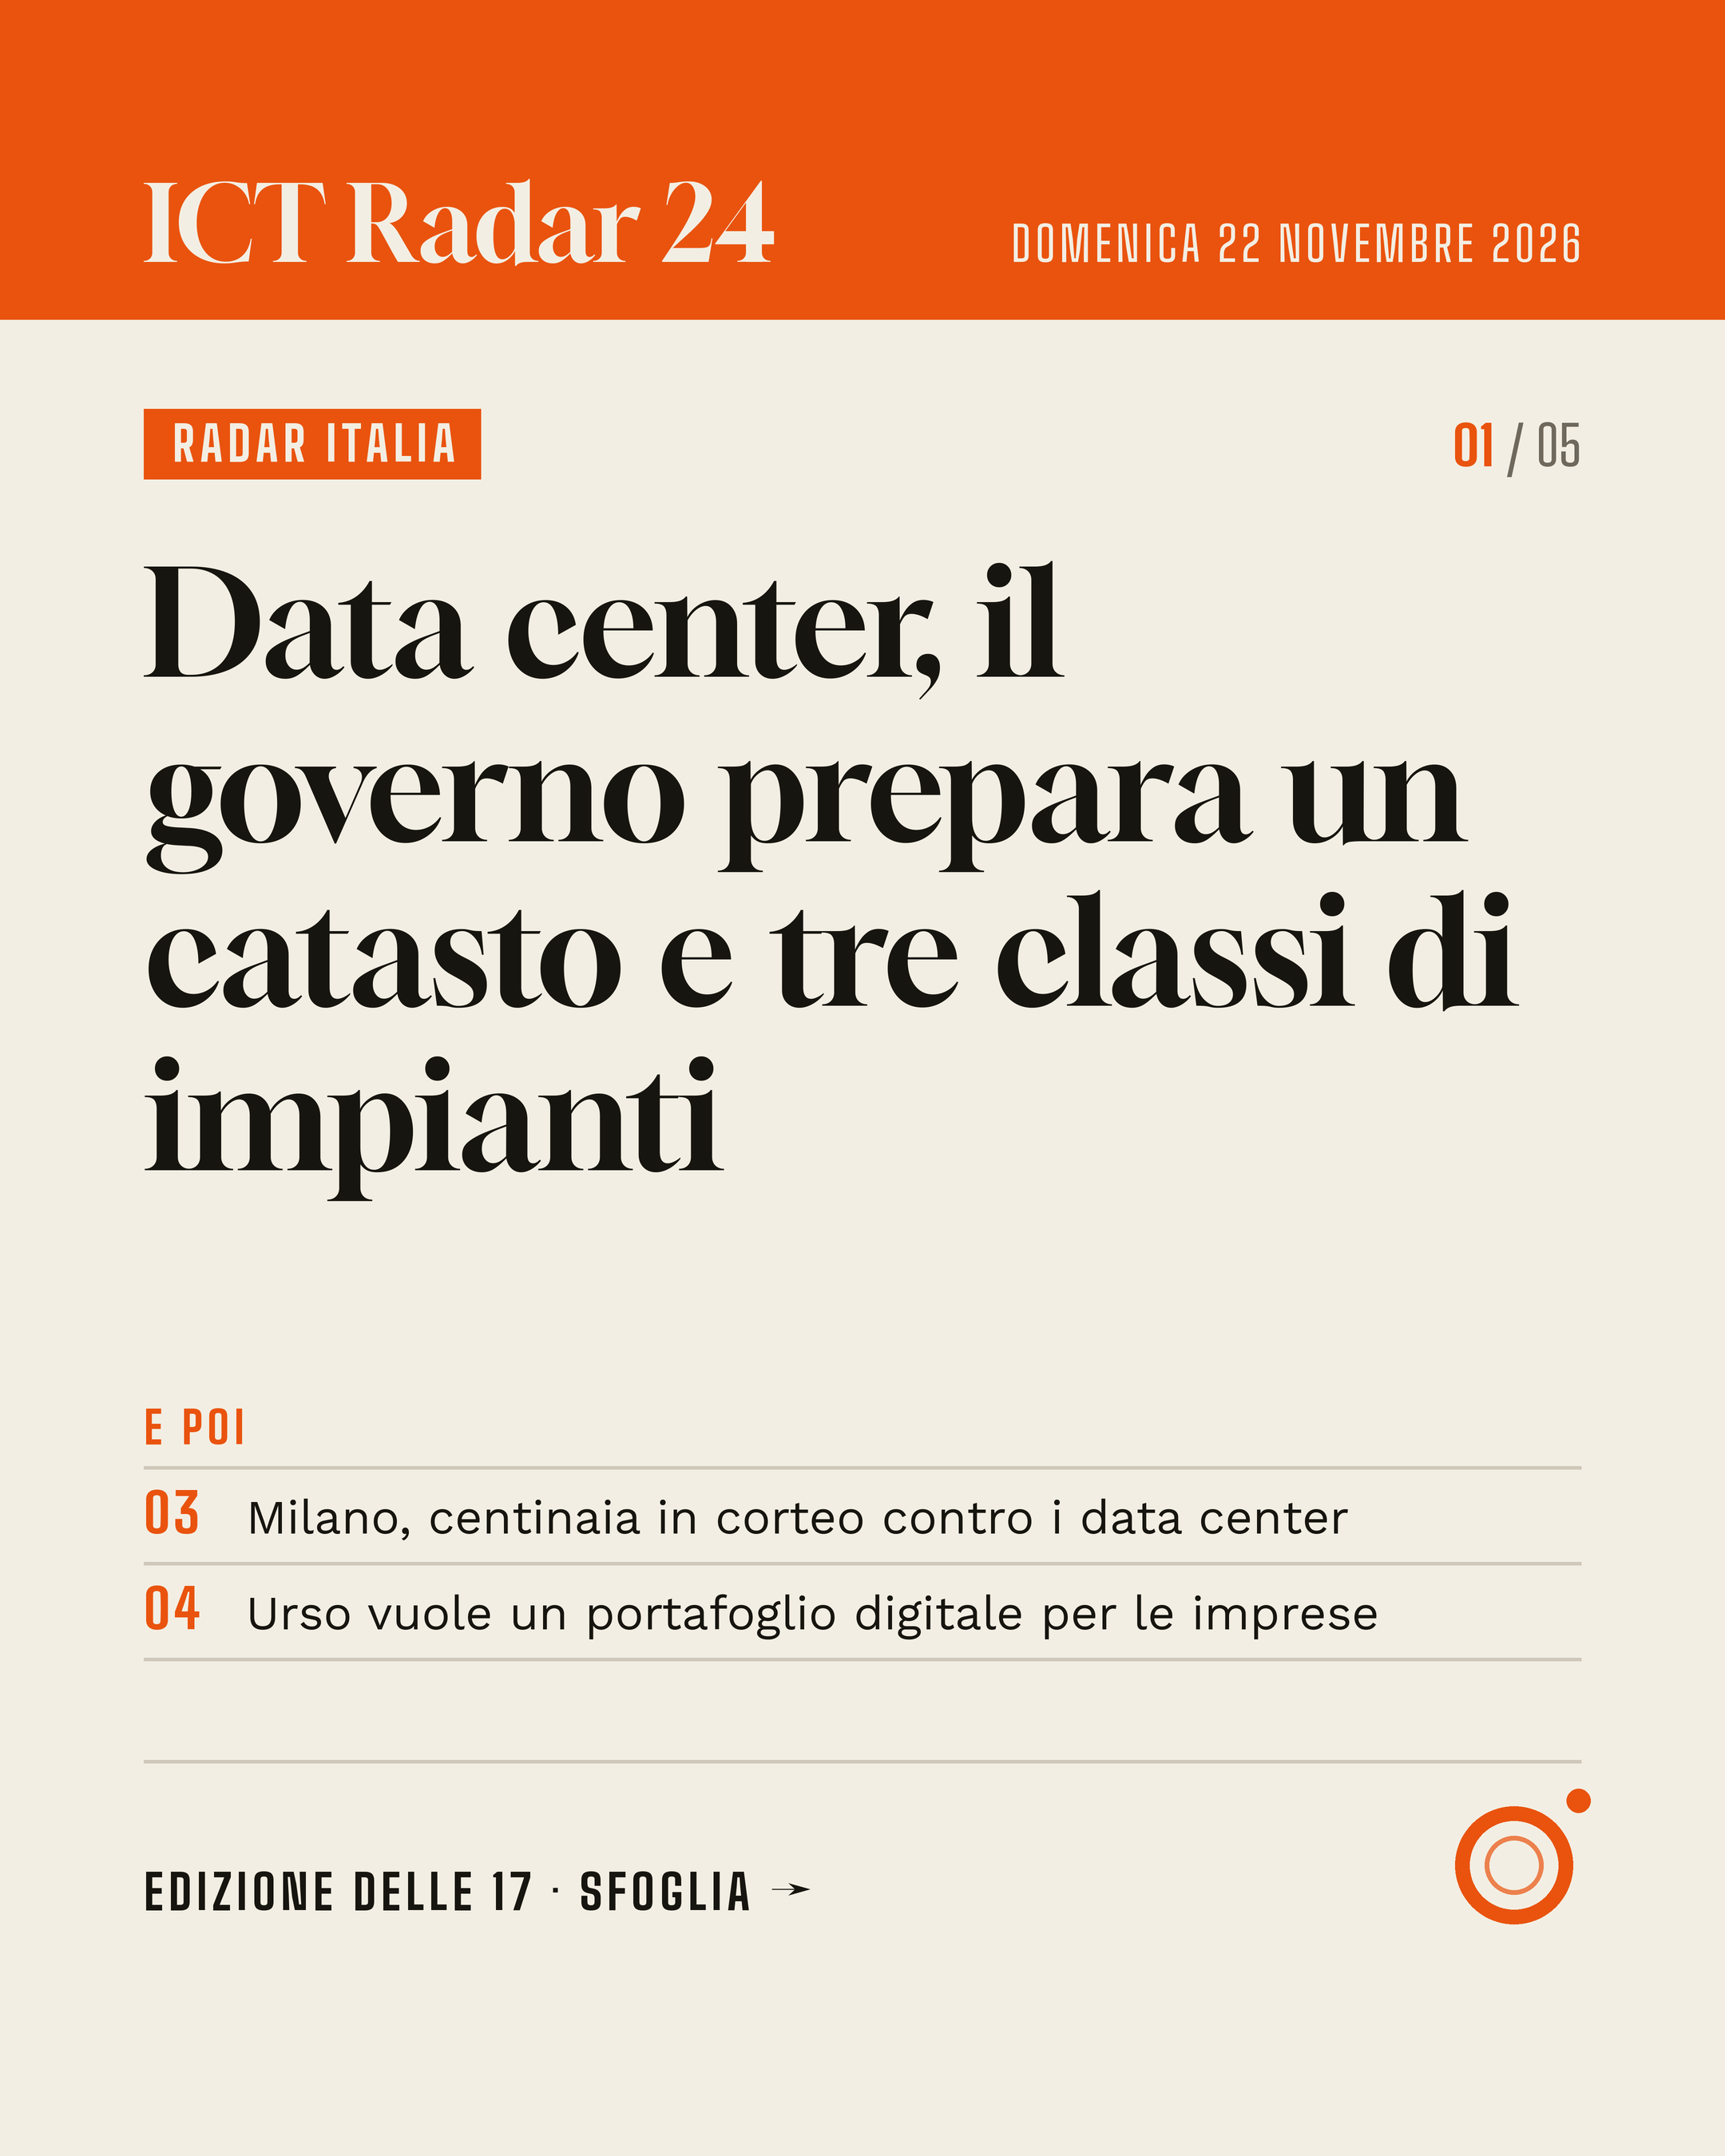 ICT Radar 24
DOMENICA 22 NOVEMBRE 2026
RADAR ITALIA
01 / 05
Data center, il
governo prepara un
catasto e tre classi di
impianti
E POI
03 Milano, centinaia in corteo contro i data center
04 Urso vuole un portafoglio digitale per le imprese
EDIZIONE DELLE 17 · SFOGLIA →